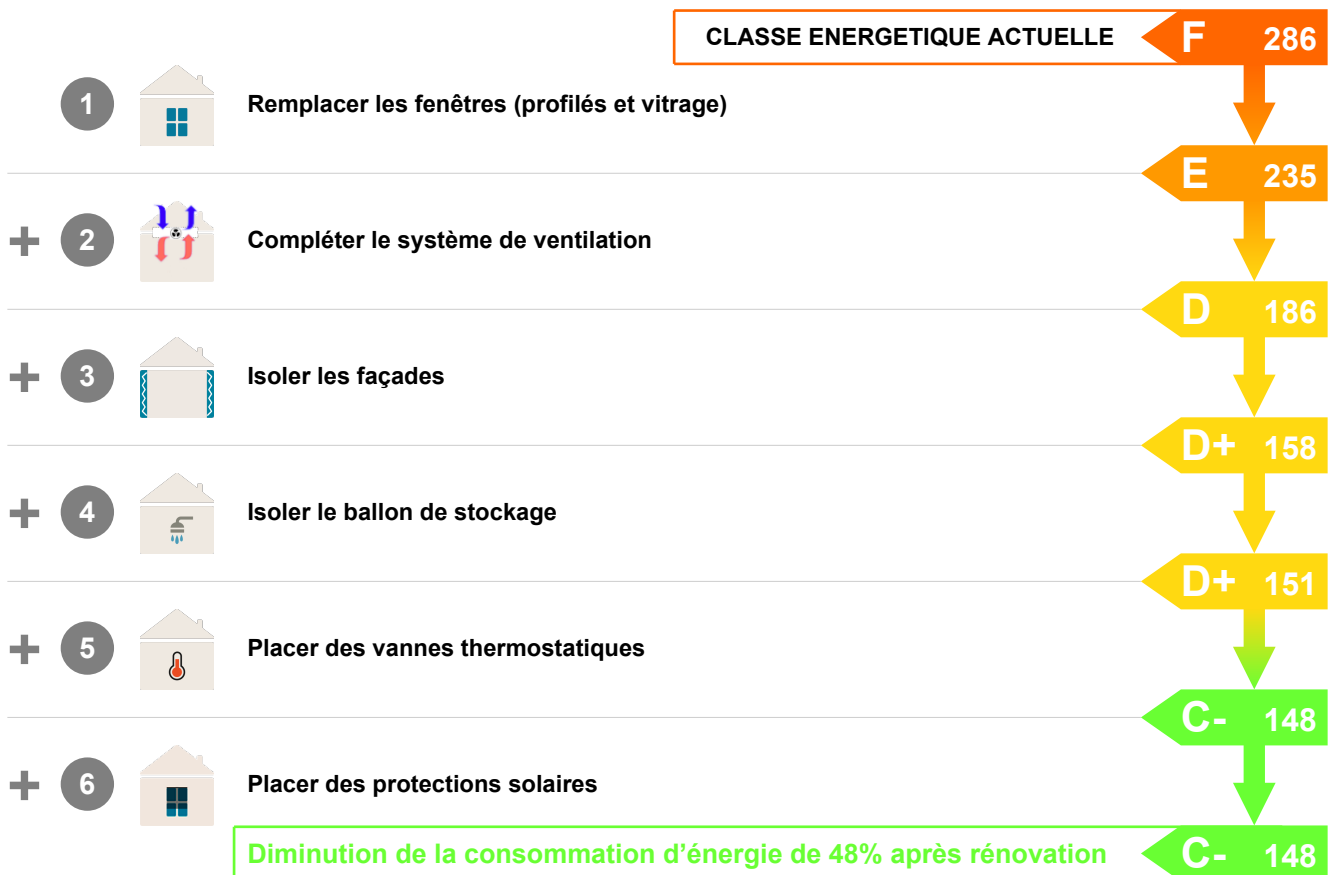 CLASSE ENERGETIQUE ACTUELLE F 286
1 Remplacer les fenêtres (profilés et vitrage)
E 235
+ 2 Compléter le système de ventilation
D 186
+ 3 Isoler les façades
D+ 158
+ 4 Isoler le ballon de stockage
D+ 151
+ 5 Placer des vannes thermostatiques
C- 148
+ 6 Placer des protections solaires
Diminution de la consommation d’énergie de 48% après rénovation C- 148